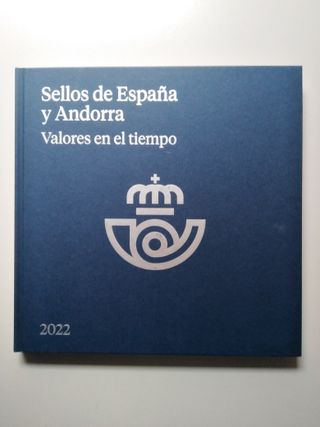 Sellos de España
y Andorra
Valores en el tiempo
2022